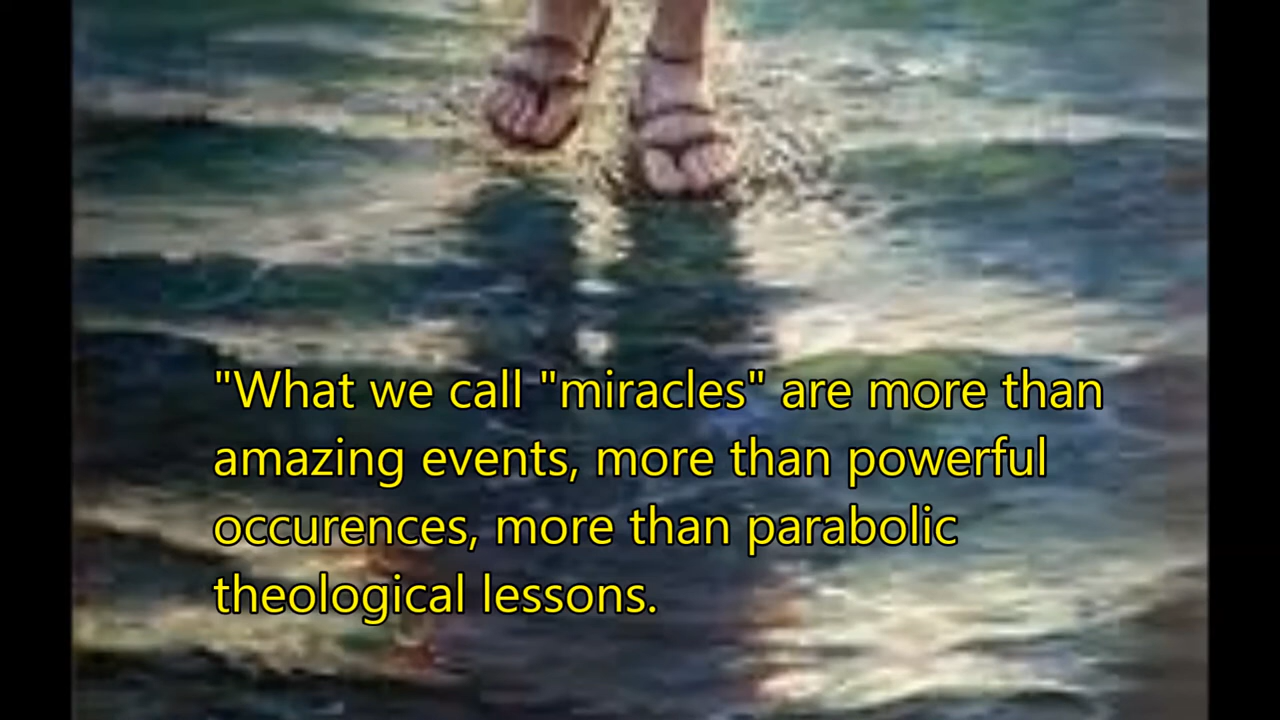 "What we call "miracles" are more than
amazing events, more than powerful
occurences, more than parabolic
theological lessons.